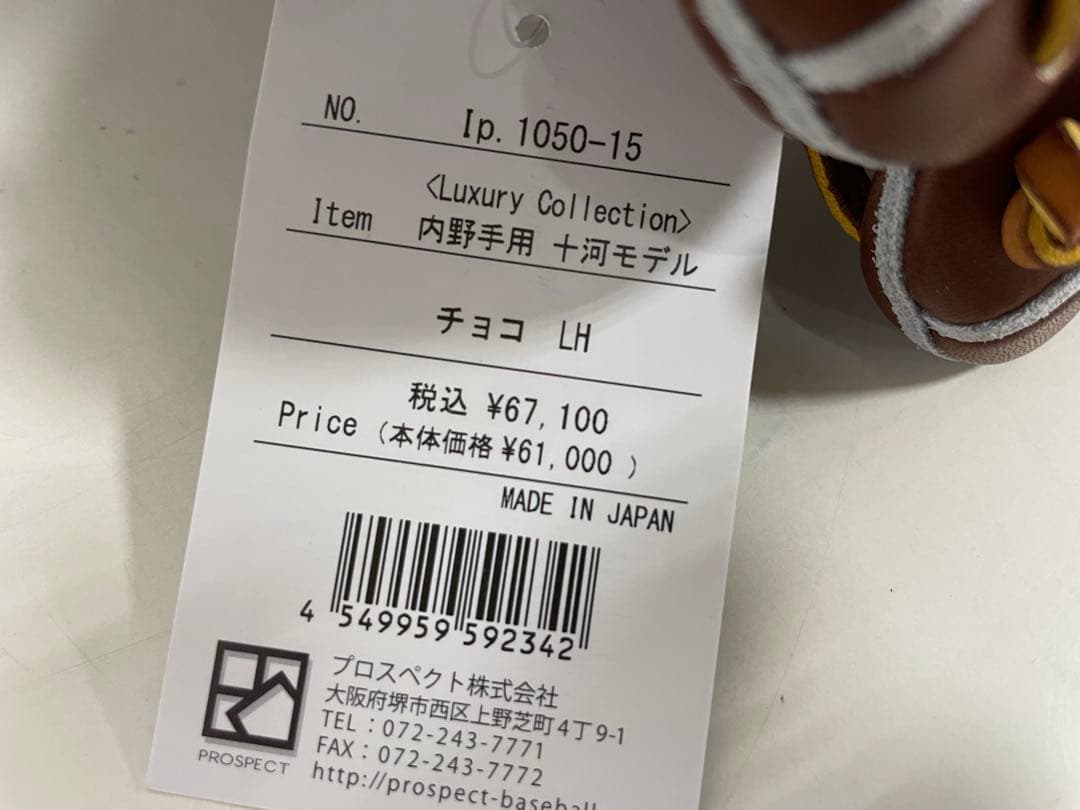 NO. Ip. 1050-15
<Luxury Collection>
Item 内野手用 十河モデル
チョコ LH
税込 ¥67,100
Price (本体価格 ¥61,000 )
MADE IN JAPAN
4 549959 592342
プロスペクト株式会社
大阪府堺市西区上野芝町4丁9-1
TEL : 072-243-7771
FAX : 072-243-7772
http://prospect-baseball
PROSPECT